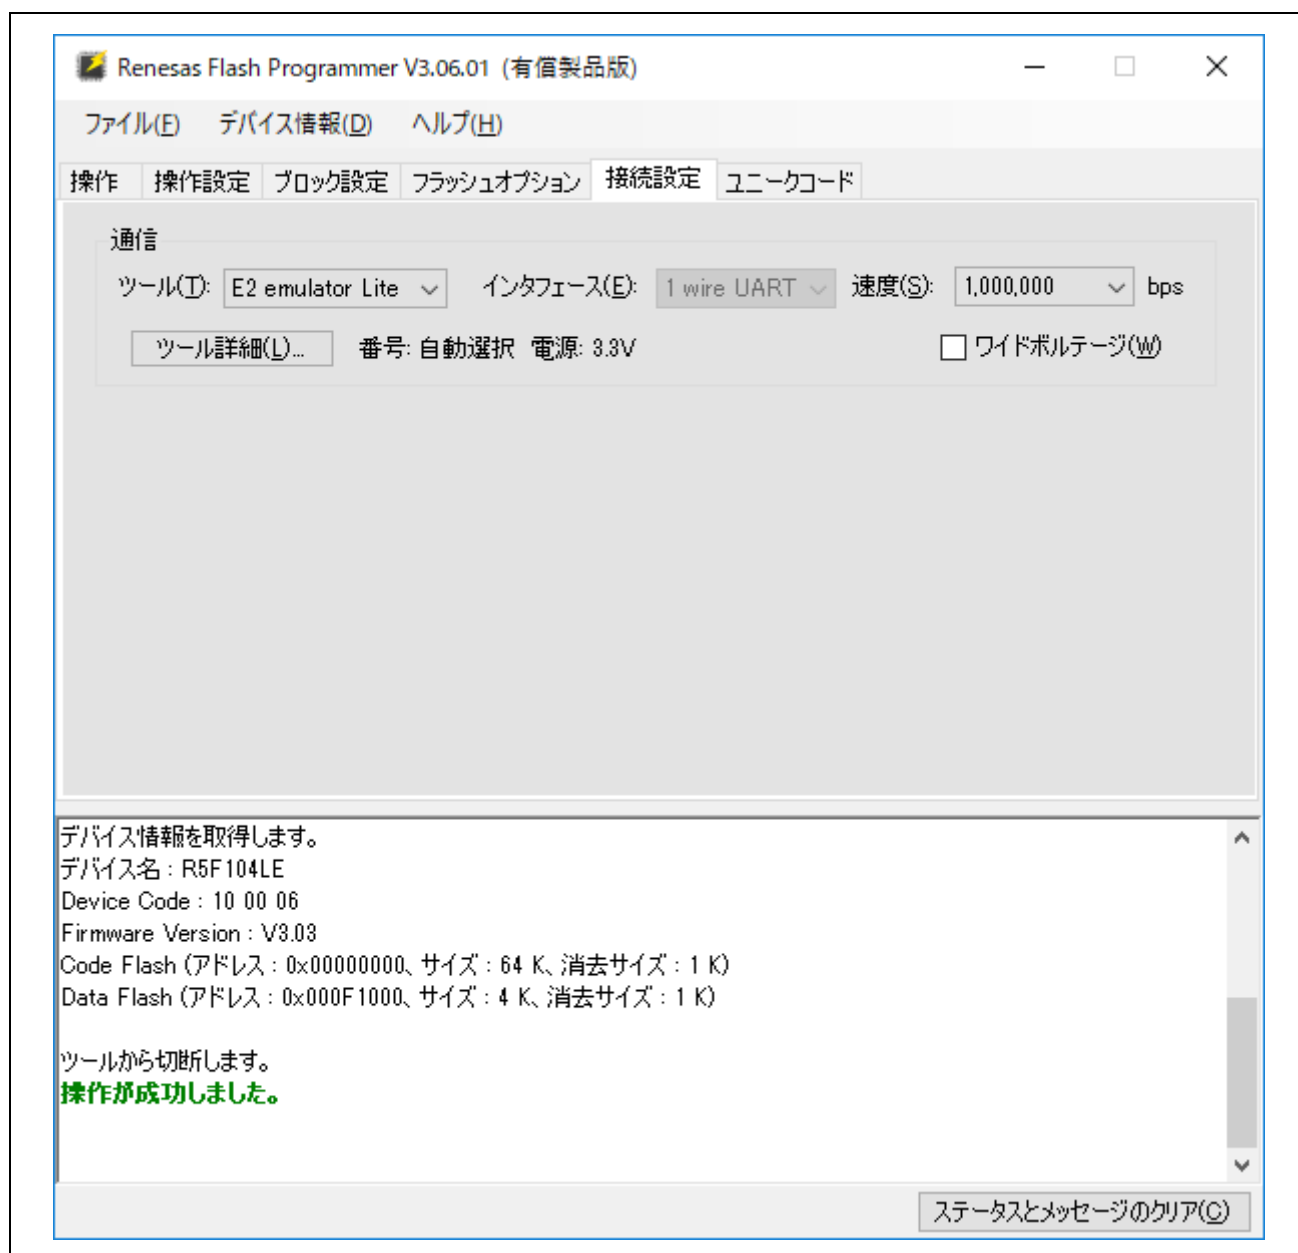 Renesas Flash Programmer V3.06.01 (有償製品版)
ファイル(F) デバイス情報(D) ヘルプ(H)
操作 操作設定 ブロック設定 フラッシュオプション 接続設定 ユニークコード
通信
ツール(T): E2 emulator Lite インタフェース(E): 1 wire UART 速度(S): 1,000,000 bps
ツール詳細(L)... 番号: 自動選択 電源: 3.3V ワイドボルテージ(W)
デバイス情報を取得します。
デバイス名 : R5F104LE
Device Code : 10 00 06
Firmware Version : V3.03
Code Flash (アドレス : 0x00000000、サイズ : 64 K、消去サイズ : 1 K)
Data Flash (アドレス : 0x000F1000、サイズ : 4 K、消去サイズ : 1 K)
ツールから切断します。
操作が成功しました。
ステータスとメッセージのクリア(C)